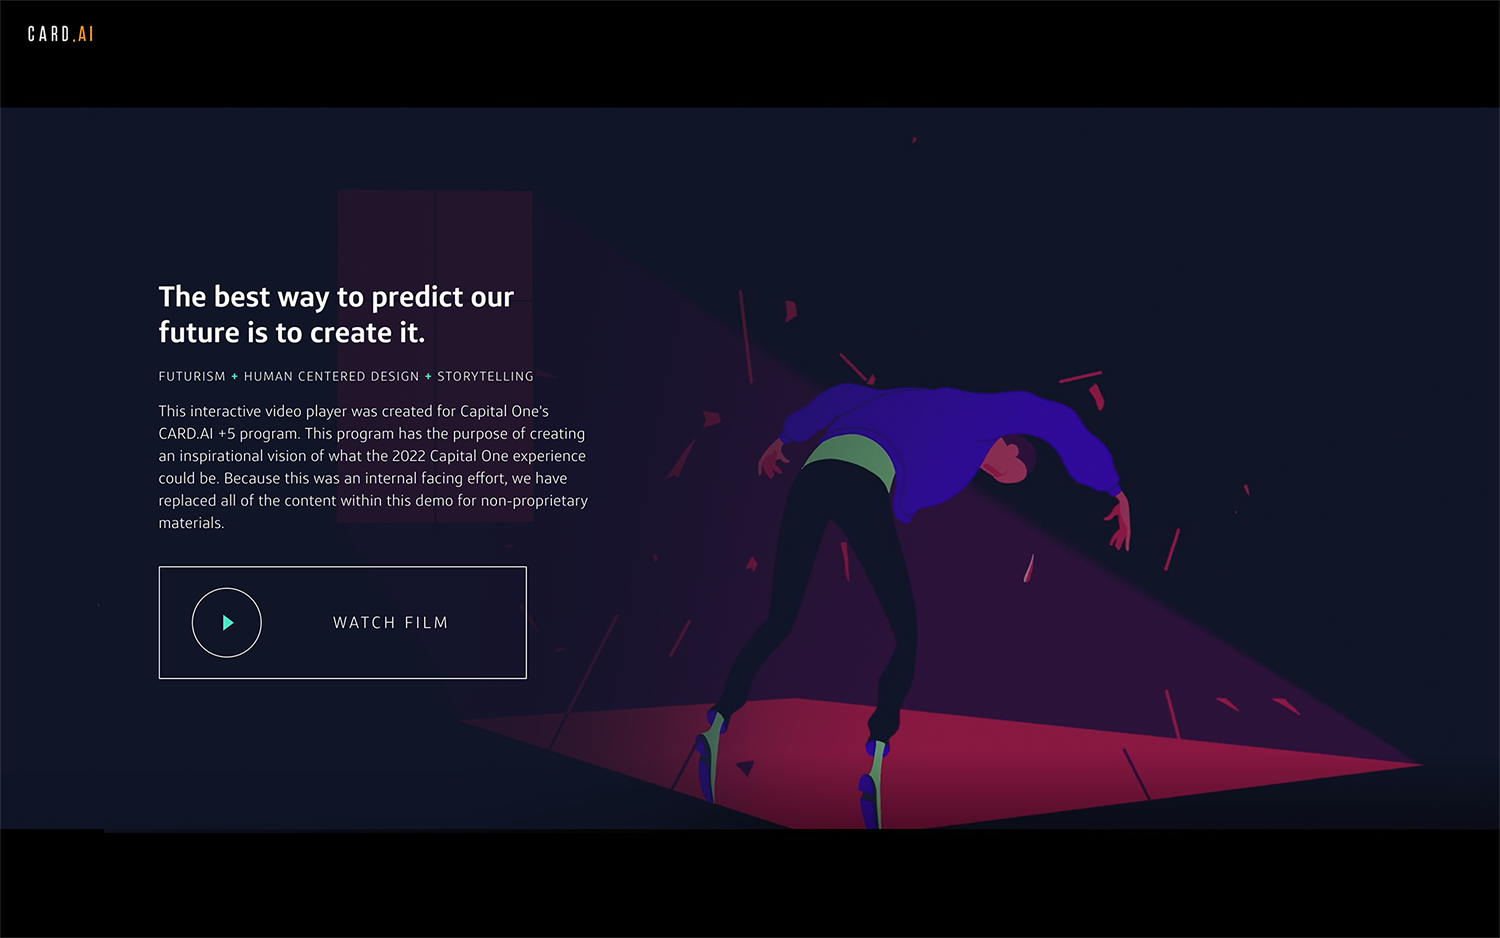 CARD.AI
The best way to predict our
future is to create it.
FUTURISM + HUMAN CENTERED DESIGN + STORYTELLING
This interactive video player was created for Capital One's
CARD.AI +5 program. This program has the purpose of creating
an inspirational vision of what the 2022 Capital One experience
could be. Because this was an internal facing effort, we have
replaced all of the content within this demo for non-proprietary
materials.
WATCH FILM